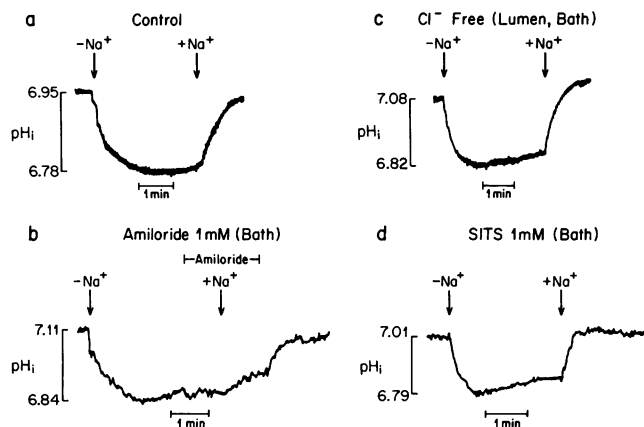 a Control
-Na⁺ +Na⁺
6.95
pHᵢ
6.78
1 min
b Amiloride 1mM (Bath)
Amiloride
-Na⁺ +Na⁺
7.11
pHᵢ
6.84
1 min
c Cl⁻ Free (Lumen, Bath)
-Na⁺ +Na⁺
7.08
pHᵢ
6.82
1 min
d SITS 1mM (Bath)
-Na⁺ +Na⁺
7.01
pHᵢ
6.79
1 min